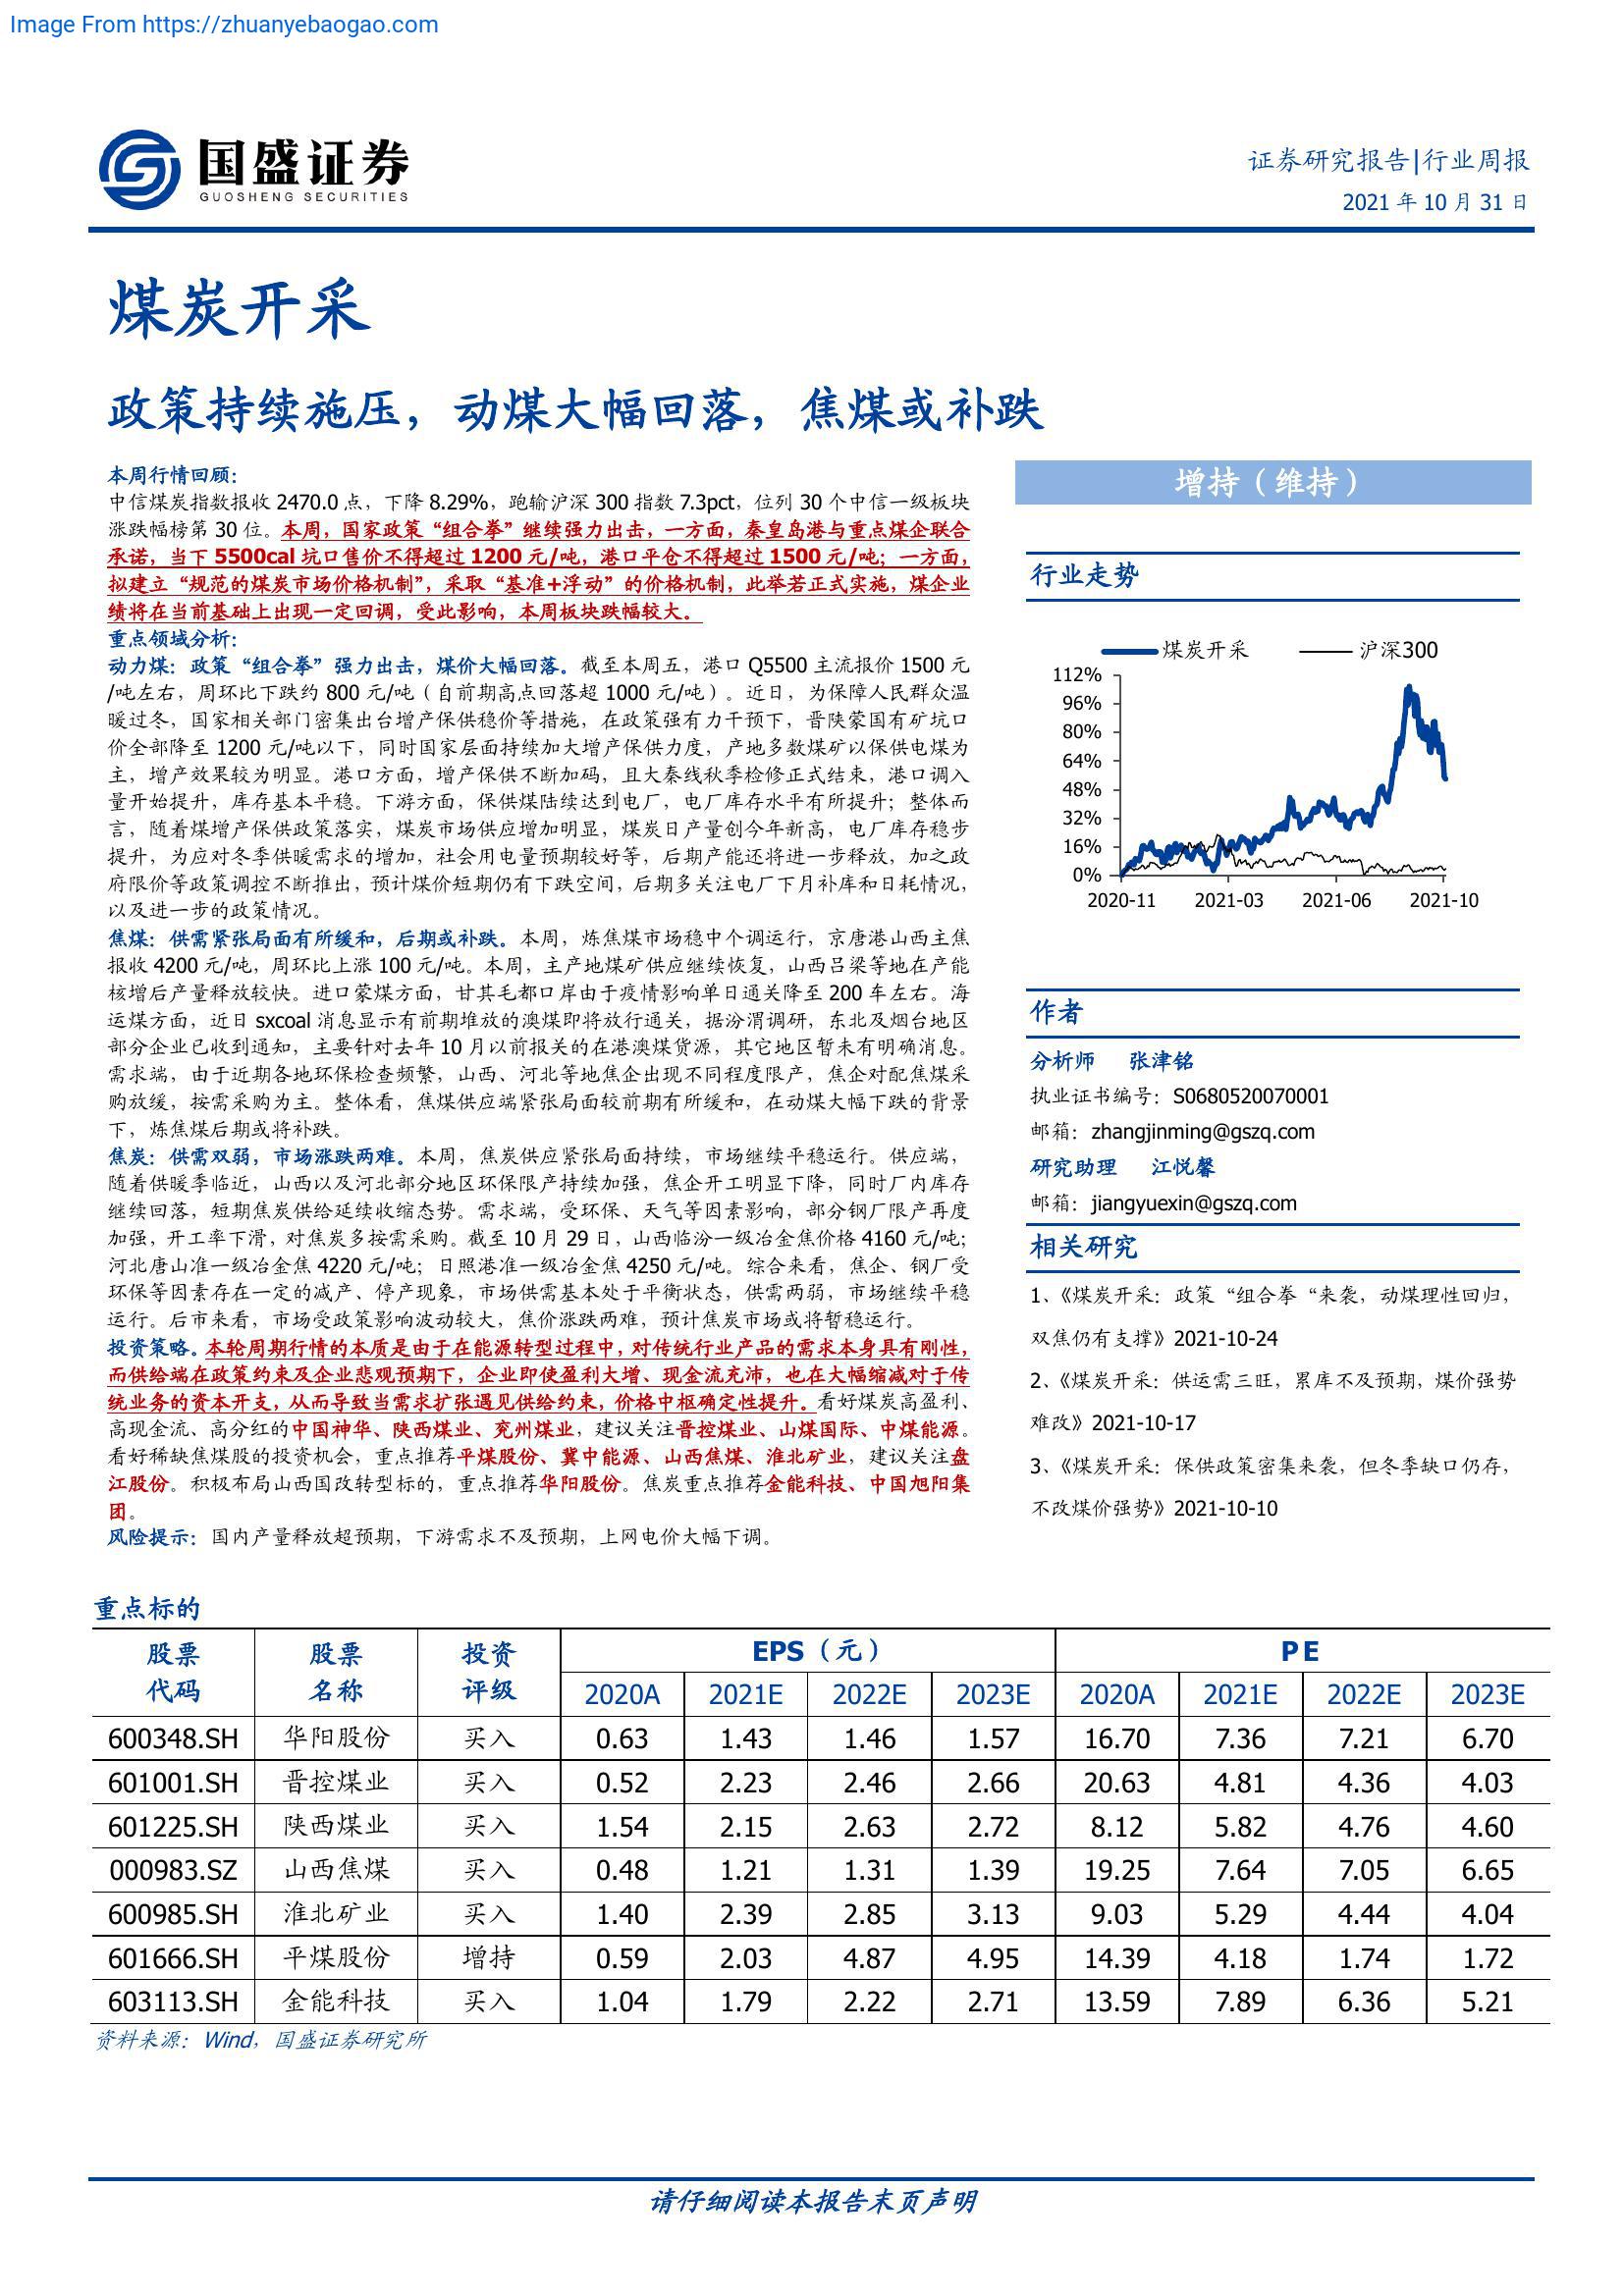 Image From https://zhuanyebaogao.com
国盛证券
GUOSHENG SECURITIES
证券研究报告|行业周报
2021 年 10 月 31 日
煤炭开采
政策持续施压，动煤大幅回落，焦煤或补跌
本周行情回顾：
中信煤炭指数报收 2470.0 点，下降 8.29%，跑输沪深 300 指数 7.3pct，位列 30 个中信一级板块
涨跌幅榜第 30 位。本周，国家政策“组合拳”继续强力出击，一方面，秦皇岛港与重点煤企联合
承诺，当下 5500cal 坑口售价不得超过 1200 元/吨，港口平仓不得超过 1500 元/吨；一方面，
拟建立“规范的煤炭市场价格机制”，采取“基准+浮动”的价格机制，此举若正式实施，煤企业
绩将在当前基础上出现一定回调，受此影响，本周板块跌幅较大。
重点领域分析：
动力煤：政策“组合拳”强力出击，煤价大幅回落。截至本周五，港口 Q5500 主流报价 1500 元
/吨左右，周环比下跌约 800 元/吨（自前期高点回落超 1000 元/吨）。近日，为保障人民群众温
暖过冬，国家相关部门密集出台增产保供稳价等措施，在政策强有力干预下，晋陕蒙国有矿坑口
价全部降至 1200 元/吨以下，同时国家层面持续加大增产保供力度，产地多数煤矿以保供电煤为
主，增产效果较为明显。港口方面，增产保供不断加码，且大秦线秋季检修正式结束，港口调入
量开始提升，库存基本平稳。下游方面，保供煤陆续达到电厂，电厂库存水平有所提升；整体而
言，随着煤增产保供政策落实，煤炭市场供应增加明显，煤炭日产量创今年新高，电厂库存稳步
提升，为应对冬季供暖需求的增加，社会用电量预期较好等，后期产能还将进一步释放，加之政
府限价等政策调控不断推出，预计煤价短期仍有下跌空间，后期多关注电厂下月补库和日耗情况，
以及进一步的政策情况。
焦煤：供需紧张局面有所缓和，后期或补跌。本周，炼焦煤市场稳中个调运行，京唐港山西主焦
报收 4200 元/吨，周环比上涨 100 元/吨。本周，主产地煤矿供应继续恢复，山西吕梁等地在产能
核增后产量释放较快。进口蒙煤方面，甘其毛都口岸由于疫情影响单日通关降至 200 车左右。海
运煤方面，近日 sxcoal 消息显示有前期堆放的澳煤即将放行通关，据汾渭调研，东北及烟台地区
部分企业已收到通知，主要针对去年 10 月以前报关的在港澳煤货源，其它地区暂未有明确消息。
需求端，由于近期各地环保检查频繁，山西、河北等地焦企出现不同程度限产，焦企对配焦煤采
购放缓，按需采购为主。整体看，焦煤供应端紧张局面较前期有所缓和，在动煤大幅下跌的背景
下，炼焦煤后期或将补跌。
焦炭：供需双弱，市场涨跌两难。本周，焦炭供应紧张局面持续，市场继续平稳运行。供应端，
随着供暖季临近，山西以及河北部分地区环保限产持续加强，焦企开工明显下降，同时厂内库存
继续回落，短期焦炭供给延续收缩态势。需求端，受环保、天气等因素影响，部分钢厂限产再度
加强，开工率下滑，对焦炭多按需采购。截至 10 月 29 日，山西临汾一级冶金焦价格 4160 元/吨；
河北唐山准一级冶金焦 4220 元/吨；日照港准一级冶金焦 4250 元/吨。综合来看，焦企、钢厂受
环保等因素存在一定的减产、停产现象，市场供需基本处于平衡状态，供需两弱，市场继续平稳
运行。后市来看，市场受政策影响波动较大，焦价涨跌两难，预计焦炭市场或将暂稳运行。
投资策略。本轮周期行情的本质是由于在能源转型过程中，对传统行业产品的需求本身具有刚性，
而供给端在政策约束及企业悲观预期下，企业即使盈利大增、现金流充沛，也在大幅缩减对于传
统业务的资本开支，从而导致当需求扩张遇见供给约束，价格中枢确定性提升。看好煤炭高盈利、
高现金流、高分红的中国神华、陕西煤业、兖州煤业，建议关注晋控煤业、山煤国际、中煤能源。
看好稀缺焦煤股的投资机会，重点推荐平煤股份、冀中能源、山西焦煤、淮北矿业，建议关注盘
江股份。积极布局山西国改转型标的，重点推荐华阳股份。焦炭重点推荐金能科技、中国旭阳集
团。
风险提示：国内产量释放超预期，下游需求不及预期，上网电价大幅下调。
增持（维持）
行业走势
煤炭开采 沪深300
112%
96%
80%
64%
48%
32%
16%
0%
2020-11 2021-03 2021-06 2021-10
作者
分析师 张津铭
执业证书编号：S0680520070001
邮箱：zhangjinming@gszq.com
研究助理 江悦馨
邮箱：jiangyuexin@gszq.com
相关研究
1、《煤炭开采：政策“组合拳“来袭，动煤理性回归，
双焦仍有支撑》2021-10-24
2、《煤炭开采：供运需三旺，累库不及预期，煤价强势
难改》2021-10-17
3、《煤炭开采：保供政策密集来袭，但冬季缺口仍存，
不改煤价强势》2021-10-10
重点标的
股票 股票 投资 EPS（元） P E
代码 名称 评级 2020A 2021E 2022E 2023E 2020A 2021E 2022E 2023E
600348.SH 华阳股份 买入 0.63 1.43 1.46 1.57 16.70 7.36 7.21 6.70
601001.SH 晋控煤业 买入 0.52 2.23 2.46 2.66 20.63 4.81 4.36 4.03
601225.SH 陕西煤业 买入 1.54 2.15 2.63 2.72 8.12 5.82 4.76 4.60
000983.SZ 山西焦煤 买入 0.48 1.21 1.31 1.39 19.25 7.64 7.05 6.65
600985.SH 淮北矿业 买入 1.40 2.39 2.85 3.13 9.03 5.29 4.44 4.04
601666.SH 平煤股份 增持 0.59 2.03 4.87 4.95 14.39 4.18 1.74 1.72
603113.SH 金能科技 买入 1.04 1.79 2.22 2.71 13.59 7.89 6.36 5.21
资料来源：Wind，国盛证券研究所
请仔细阅读本报告末页声明